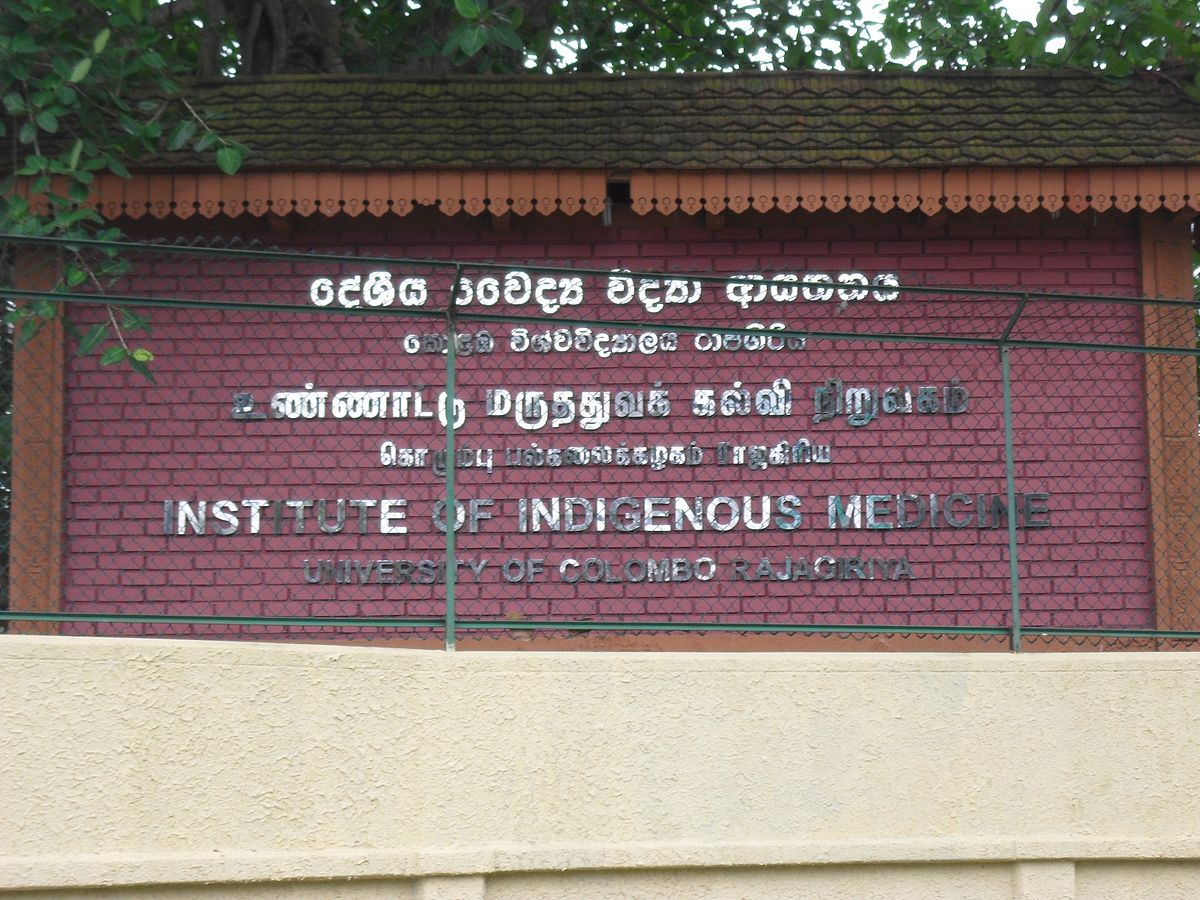 දේශීය වෛද්‍ය විද්‍යා ආයතනය
කොළඹ විශ්වවිද්‍යාලය රාජගිරිය
உண்ணாட்டு மருத்துவக் கல்வி நிறுவகம்
கொழும்பு பல்கலைக்கழகம் ராஜகிரிய
INSTITUTE OF INDIGENOUS MEDICINE
UNIVERSITY OF COLOMBO RAJAGIRIYA